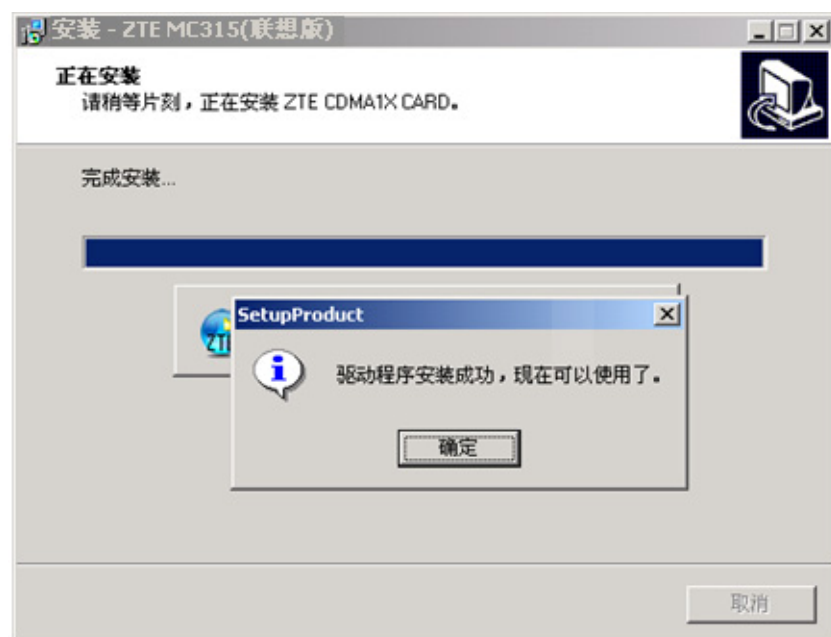 安装 - ZTE MC315(联想版)
正在安装
请稍等片刻，正在安装 ZTE CDMA1X CARD。
完成安装...
SetupProduct
ZTE
驱动程序安装成功，现在可以使用了。
确定
取消